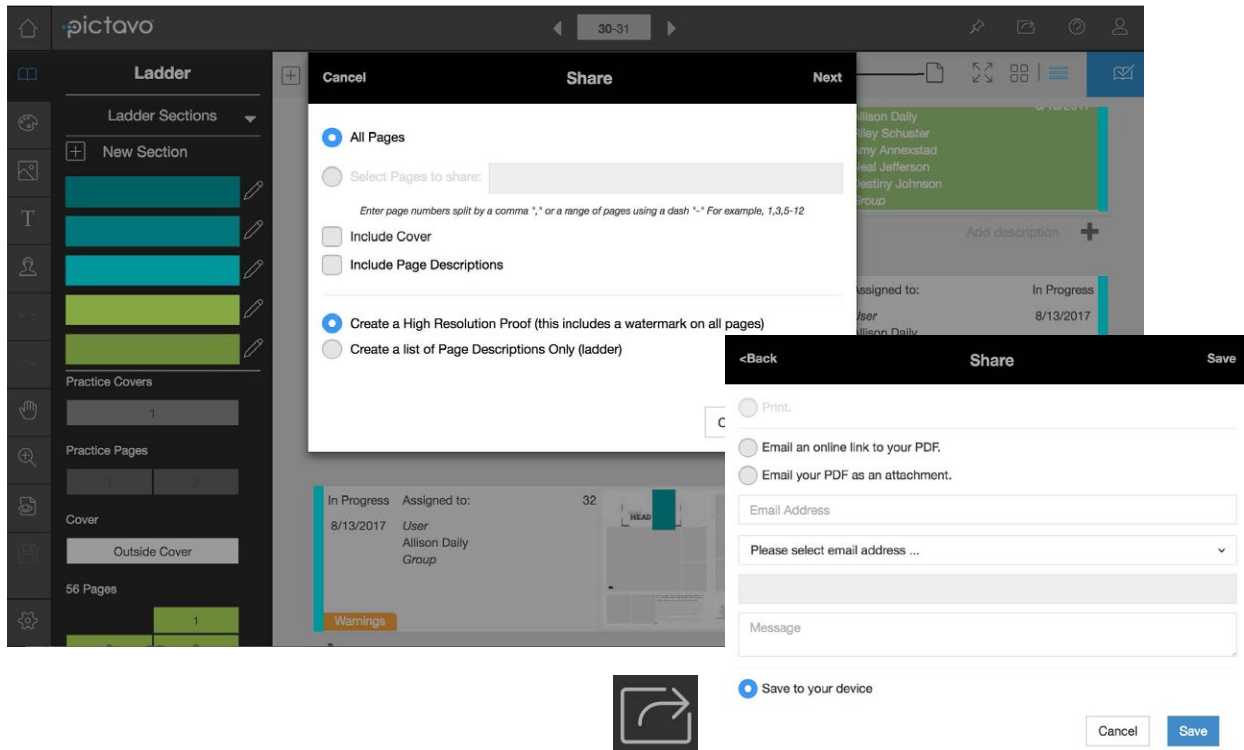 pictavo
30-31
Ladder
Ladder Sections
New Section
Practice Covers
1
Practice Pages
1 2
Cover
Outside Cover
56 Pages
1
Cancel Share Next
All Pages
Select Pages to share:
Enter page numbers split by a comma "," or a range of pages using a dash "-" For example, 1,3,5-12
Include Cover
Include Page Descriptions
Create a High Resolution Proof (this includes a watermark on all pages)
Create a list of Page Descriptions Only (ladder)
C
Allison Daily
Riley Schuster
Amy Annexstad
Neal Jefferson
Destiny Johnson
Group
Add description
Assigned to: In Progress
User 8/13/2017
Allison Daily
In Progress Assigned to: 32
8/13/2017 User
Allison Daily
Group
HEAD
Warnings
<Back Share Save
Print.
Email an online link to your PDF.
Email your PDF as an attachment.
Email Address
Please select email address ...
Message
Save to your device
Cancel Save